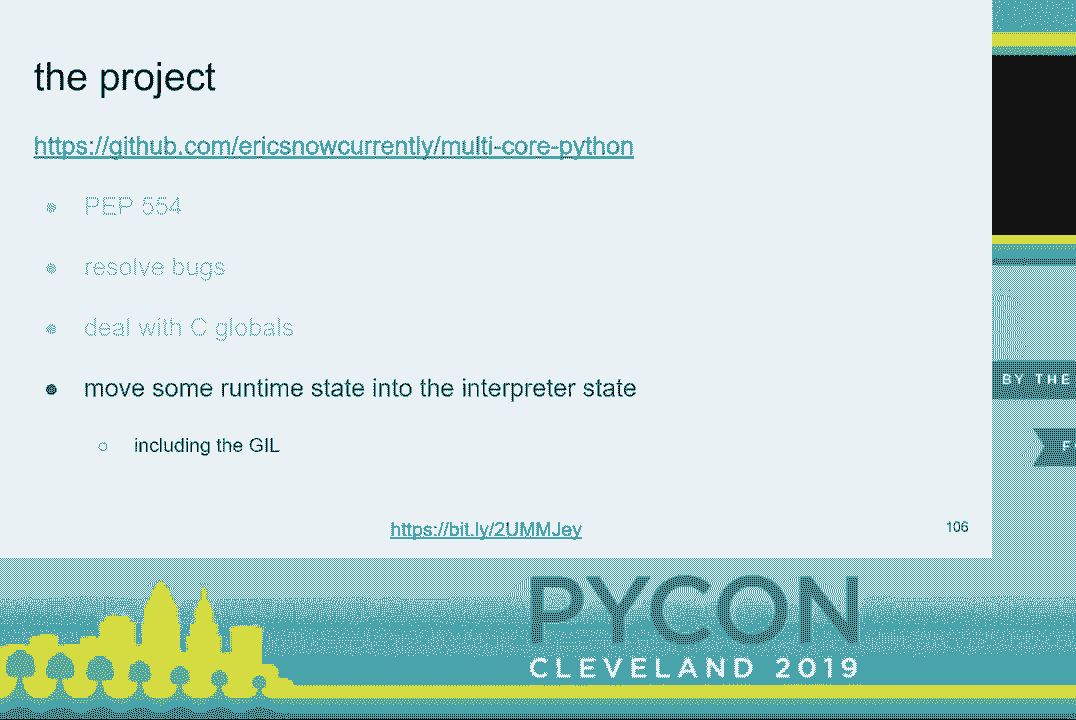 the project
https://github.com/ericsnowcurrently/multi-core-python
PEP 554
resolve bugs
deal with C globals
move some runtime state into the interpreter state
including the GIL
https://bit.ly/2UMMJey
106
BY THE
PYCON
CLEVELAND 2019